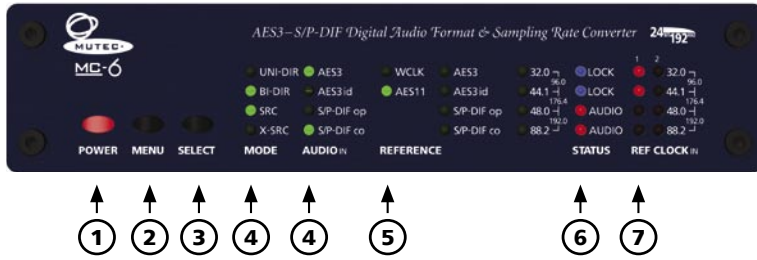 AES3–S/P-DIF Digital Audio Format & Sampling Rate Converter 24 192
MUTEC
MC-6
UNI-DIR AES3 WCLK AES3 32.0 LOCK 1 2 32.0
96.0 96.0
BI-DIR AES3id AES11 AES3id 44.1 LOCK 44.1
176.4 176.4
SRC S/P-DIF op S/P-DIF op 48.0 AUDIO 48.0
192.0 192.0
X-SRC S/P-DIF co S/P-DIF co 88.2 AUDIO 88.2
POWER MENU SELECT MODE AUDIO IN REFERENCE STATUS REF CLOCK IN
1 2 3 4 4 5 6 7